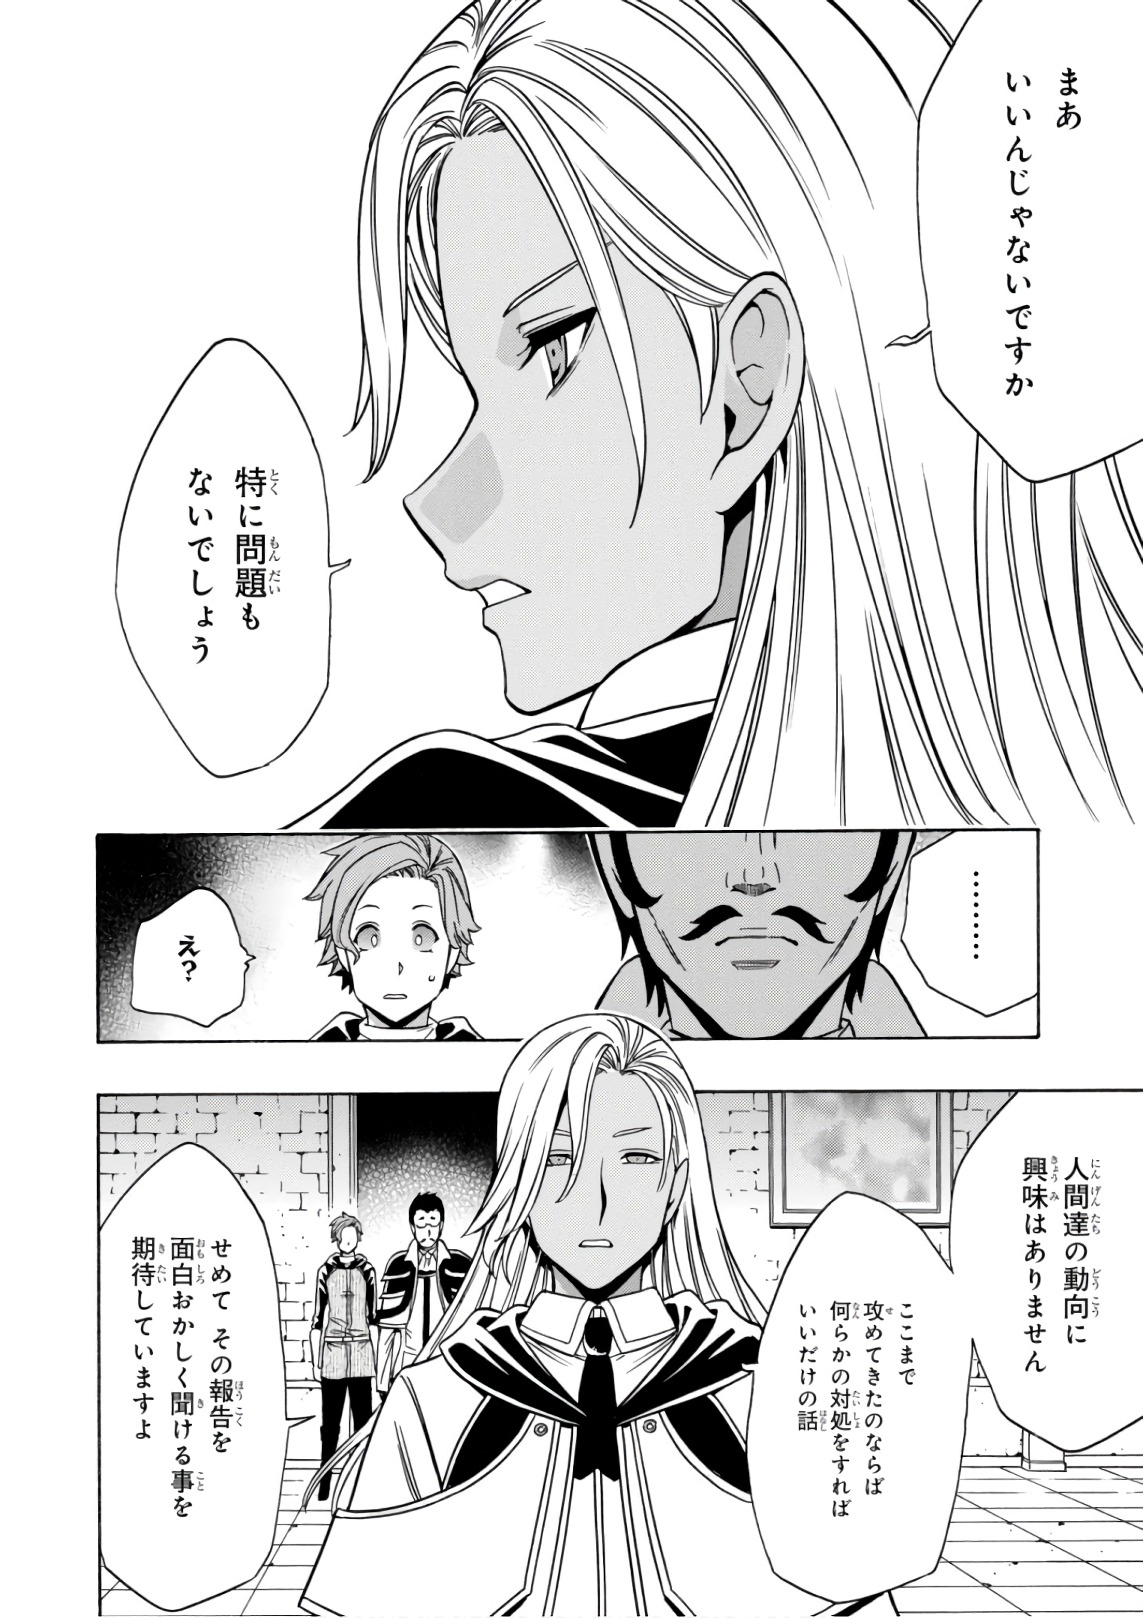 まあ
いいんじゃないですか
特に問題も
ないでしょう
………
え？
人間達の動向に
興味はありません
ここまで
攻めてきたのならば
何らかの対処をすれば
いいだけの話
せめて その報告を
面白おかしく聞ける事を
期待していますよ